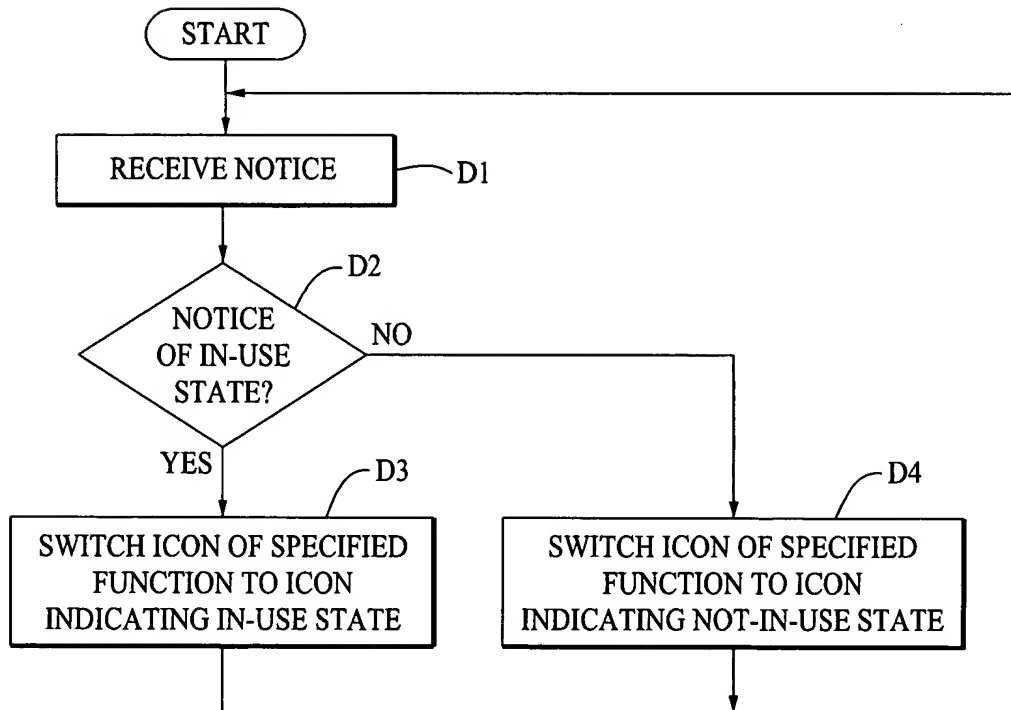 START
RECEIVE NOTICE
D1
D2
NOTICE
OF IN-USE
STATE?
NO
YES
D3
D4
SWITCH ICON OF SPECIFIED
FUNCTION TO ICON
INDICATING IN-USE STATE
SWITCH ICON OF SPECIFIED
FUNCTION TO ICON
INDICATING NOT-IN-USE STATE